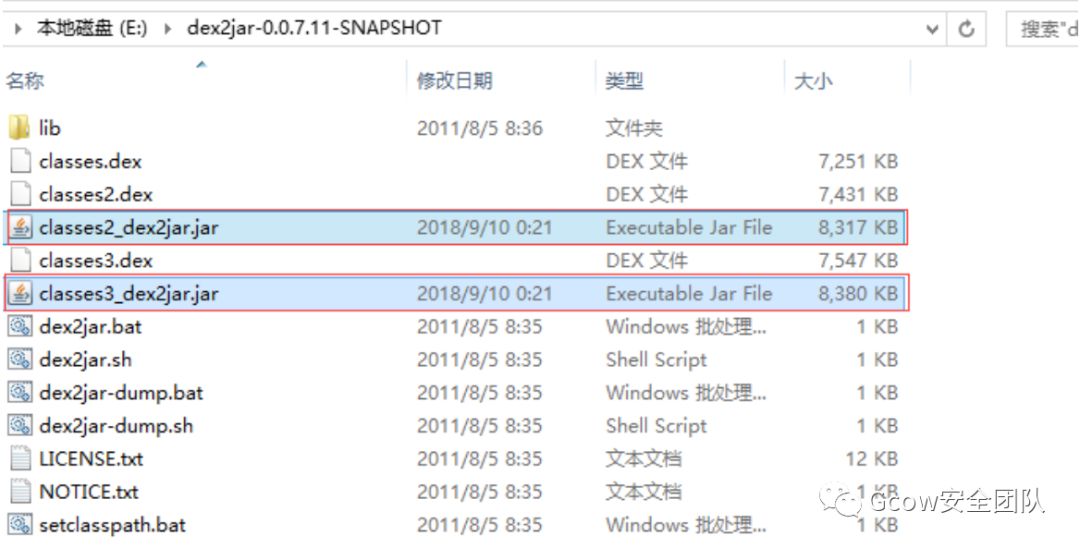 本地磁盘 (E:) dex2jar-0.0.7.11-SNAPSHOT 搜索"d
名称 修改日期 类型 大小
lib 2011/8/5 8:36 文件夹
classes.dex DEX 文件 7,251 KB
classes2.dex DEX 文件 7,431 KB
classes2_dex2jar.jar 2018/9/10 0:21 Executable Jar File 8,317 KB
classes3.dex DEX 文件 7,547 KB
classes3_dex2jar.jar 2018/9/10 0:21 Executable Jar File 8,380 KB
dex2jar.bat 2011/8/5 8:35 Windows 批处理... 1 KB
dex2jar.sh 2011/8/5 8:35 Shell Script 1 KB
dex2jar-dump.bat 2011/8/5 8:35 Windows 批处理... 1 KB
dex2jar-dump.sh 2011/8/5 8:35 Shell Script 1 KB
LICENSE.txt 2011/8/5 8:35 文本文档 12 KB
NOTICE.txt 2011/8/5 8:35 文本文档 1 KB
Gcow安全团队
setclasspath.bat 2011/8/5 8:35 Windows 批处理... 1 KB